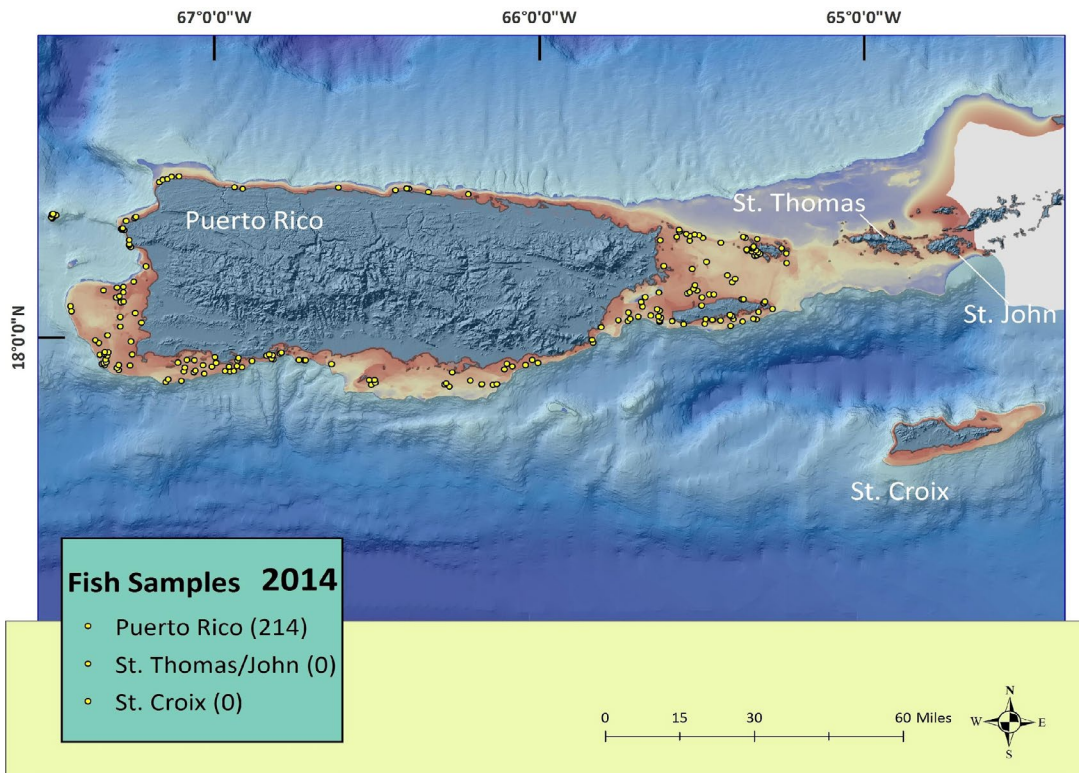 67°0'0"W 66°0'0"W 65°0'0"W
Puerto Rico
St. Thomas
St. John
18°0'0"N
St. Croix
Fish Samples 2014
Puerto Rico (214)
St. Thomas/John (0)
St. Croix (0)
0 15 30 60 Miles
N
W E
S